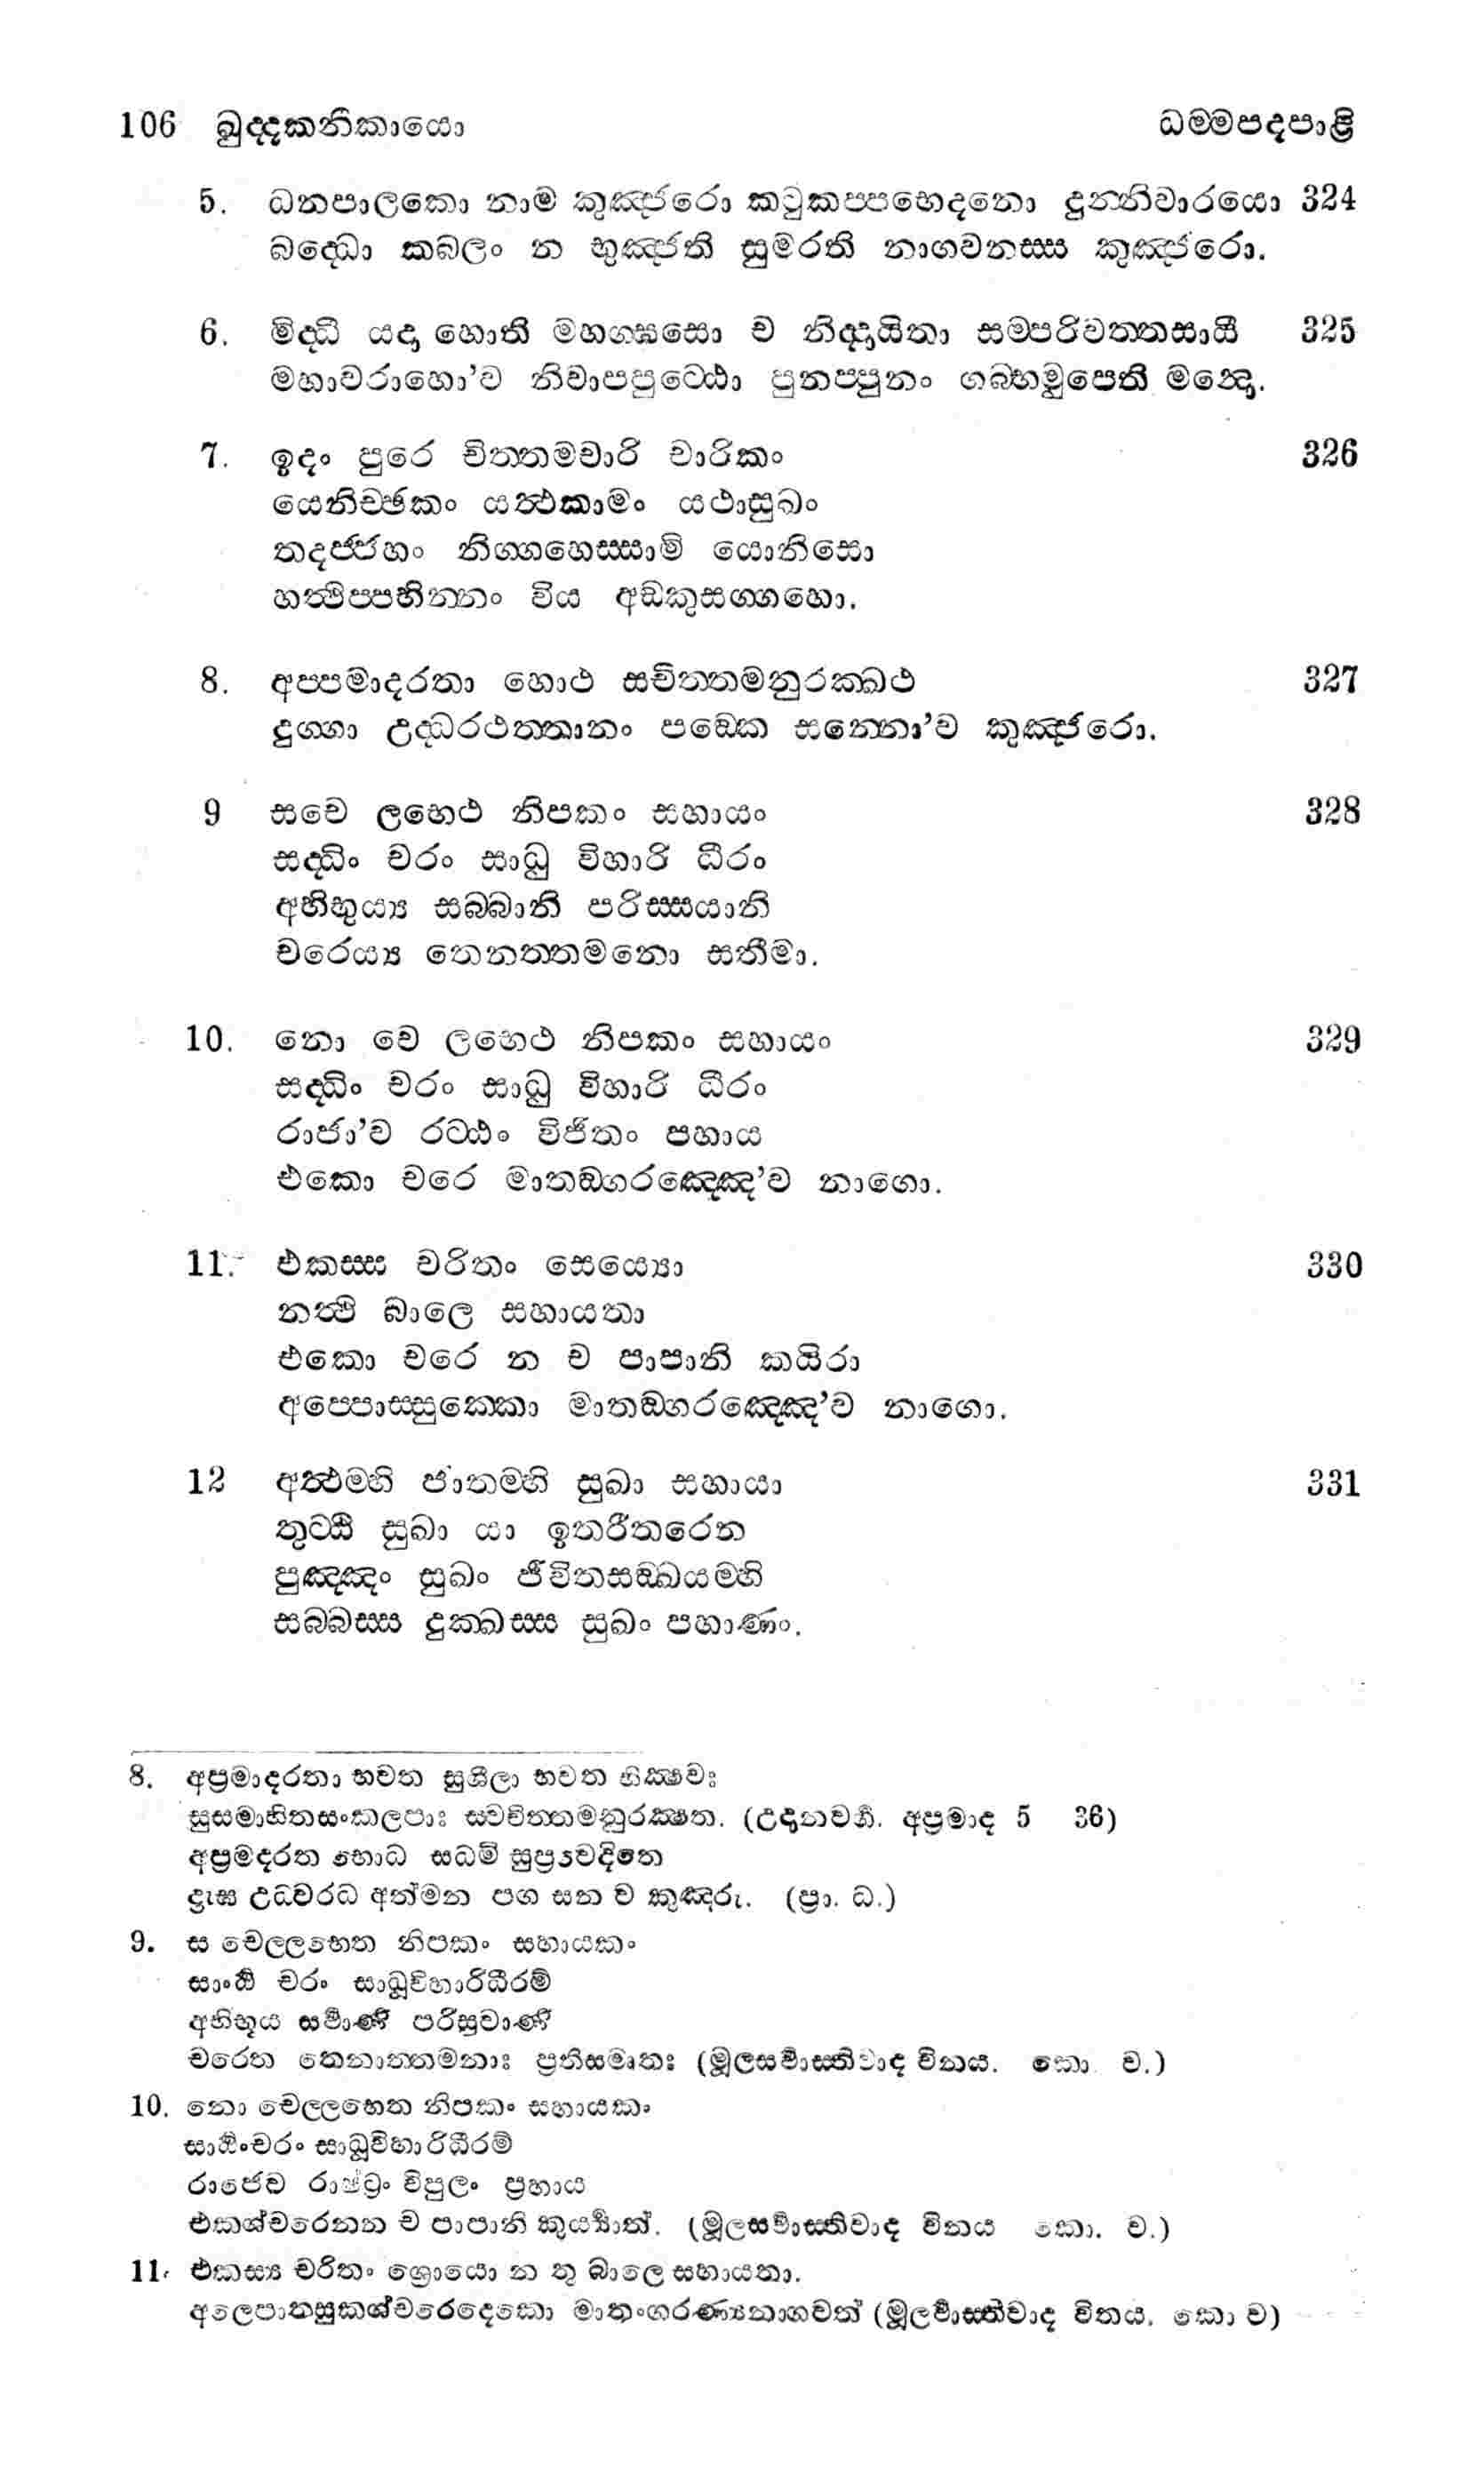 106 ඛුද්දකනිකායො ධම්මපදපාළි
5. ධනපාලකො නාම කුඤ්ජරො කටුකප්පභෙදනො දුන්නිවාරයො 324
බද්ධො කබලං න භුඤ්ජති සුමරති නාගවනස්ස කුඤ්ජරො.
6. මිද්ධී යදා හොති මහග්ඝසො ච නිද්දායිතා සම්පරිවත්තසායී 325
මහාවරාහො’ව නිවාපපුට්ඨො පුනප්පුනං ගබ්භමුපෙති මන්දො.
7. ඉදං පුරෙ චිත්තමචාරි චාරිකං 326
යෙනිච්ඡකං යත්ථකාමං යථාසුඛං
තදජ්ජහං නිග්ගහෙස්සාමි යොනිසො
හත්ථිප්පභින්නං විය අඞ්කුසග්ගහො.
8. අප්පමාදරතා හොථ සචිත්තමනුරක්ඛථ 327
දුග්ගා උද්ධරථත්තානං පඞ්කෙ සන්නො’ව කුඤ්ජරො.
9 සචෙ ලභෙථ නිපකං සහායං 328
සද්ධිං චරං සාධු විහාරි ධීරං
අභිභුය්‍ය සබ්බානි පරිස්සයානි
චරෙය්‍ය තෙනත්තමනො සතීමා.
10. නො චෙ ලභෙථ නිපකං සහායං 329
සද්ධිං චරං සාධු විහාරි ධීරං
රාජා’ව රට්ඨං විජිතං පහාය
එකො චරෙ මාතඞ්ගරඤ්ඤෙ’ව නාගො.
11. එකස්ස චරිතං සෙය්‍යො 330
නත්ථි බාලෙ සහායතා
එකො චරෙ න ච පාපානි කයිරා
අප්පොස්සුක්කො මාතඞ්ගරඤ්ඤෙ’ව නාගො.
12 අත්ථම්හි ජාතම්හි සුඛා සහායා 331
තුට්ඨී සුඛා යා ඉතරීතරෙන
පුඤ්ඤං සුඛං ජීවිතසඞ්ඛයම්හි
සබ්බස්ස දුක්ඛස්ස සුඛං පහාණං.
8. අප්‍රමාදරතා භවත සුශීලා භවත භික්ෂවඃ
සුසමාහිතසංකල්පාඃ ස්වචිත්තමනුරක්ෂත. (උදානවර්ග. අප්‍රමාද 5 36)
අප්‍රමදරත භොධ සධමි සුප්‍රවෙදිතෙ
ද්‍රුඝ උධ්වරධ අත්මන පග සන ව කුඤරු. (ප්‍රා. ධ.)
9. ස චෙල්ලභෙත නිපකං සහායකං
සාර්ධං චරං සාධුවිහාරිධීරම්
අභිභූය සර්වාණි පරිස්‍රවාණි
චරෙත තෙනාත්තමනාඃ ප්‍රතිස්මෘතඃ (මූලසර්වාස්තිවාද විනය. කො. ව.)
10. නො චෙල්ලභෙත නිපකං සහායකං
සාර්ධංචරං සාධුවිහාරිධීරම්
රාජෙව රාෂ්ට්‍රං විපුලං ප්‍රහාය
එකශ්චරෙන්න ච පාපානි කුර්‍ය්‍යාත්. (මූලසර්වාස්තිවාද විනය කො. ව.)
11. එකස්‍ය චරිතං ශ්‍රෙයො න තු බාලෙ සහායතා.
අල්පොත්සුකශ්චරෙදෙකො මාතංගරණ්‍යනාගවත් (මූලර්වාස්තිවාද විනය. කො ව)